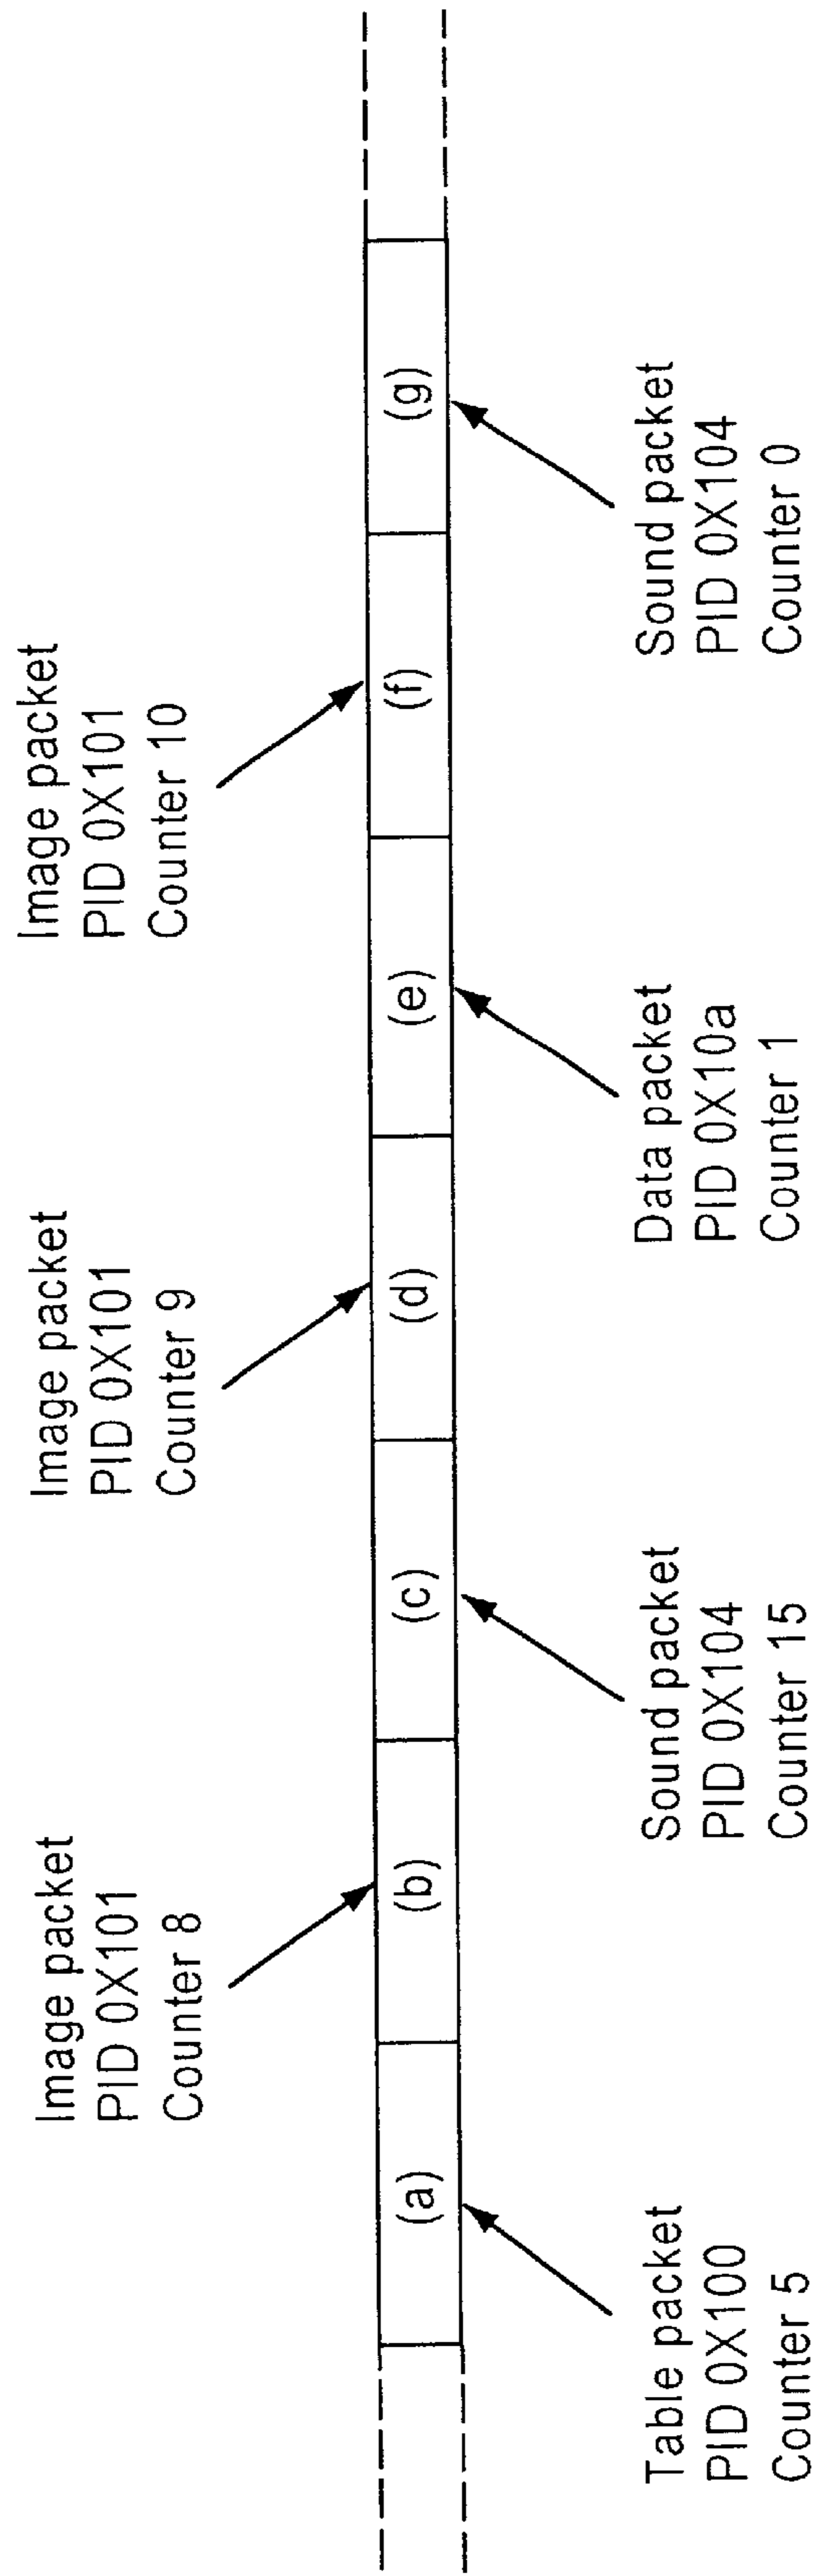 Image packet
PID 0X101
Counter 8
Image packet
PID 0X101
Counter 9
Image packet
PID 0X101
Counter 10
(a)
(b)
(c)
(d)
(e)
(f)
(g)
Table packet
PID 0X100
Counter 5
Sound packet
PID 0X104
Counter 15
Data packet
PID 0X10a
Counter 1
Sound packet
PID 0X104
Counter 0